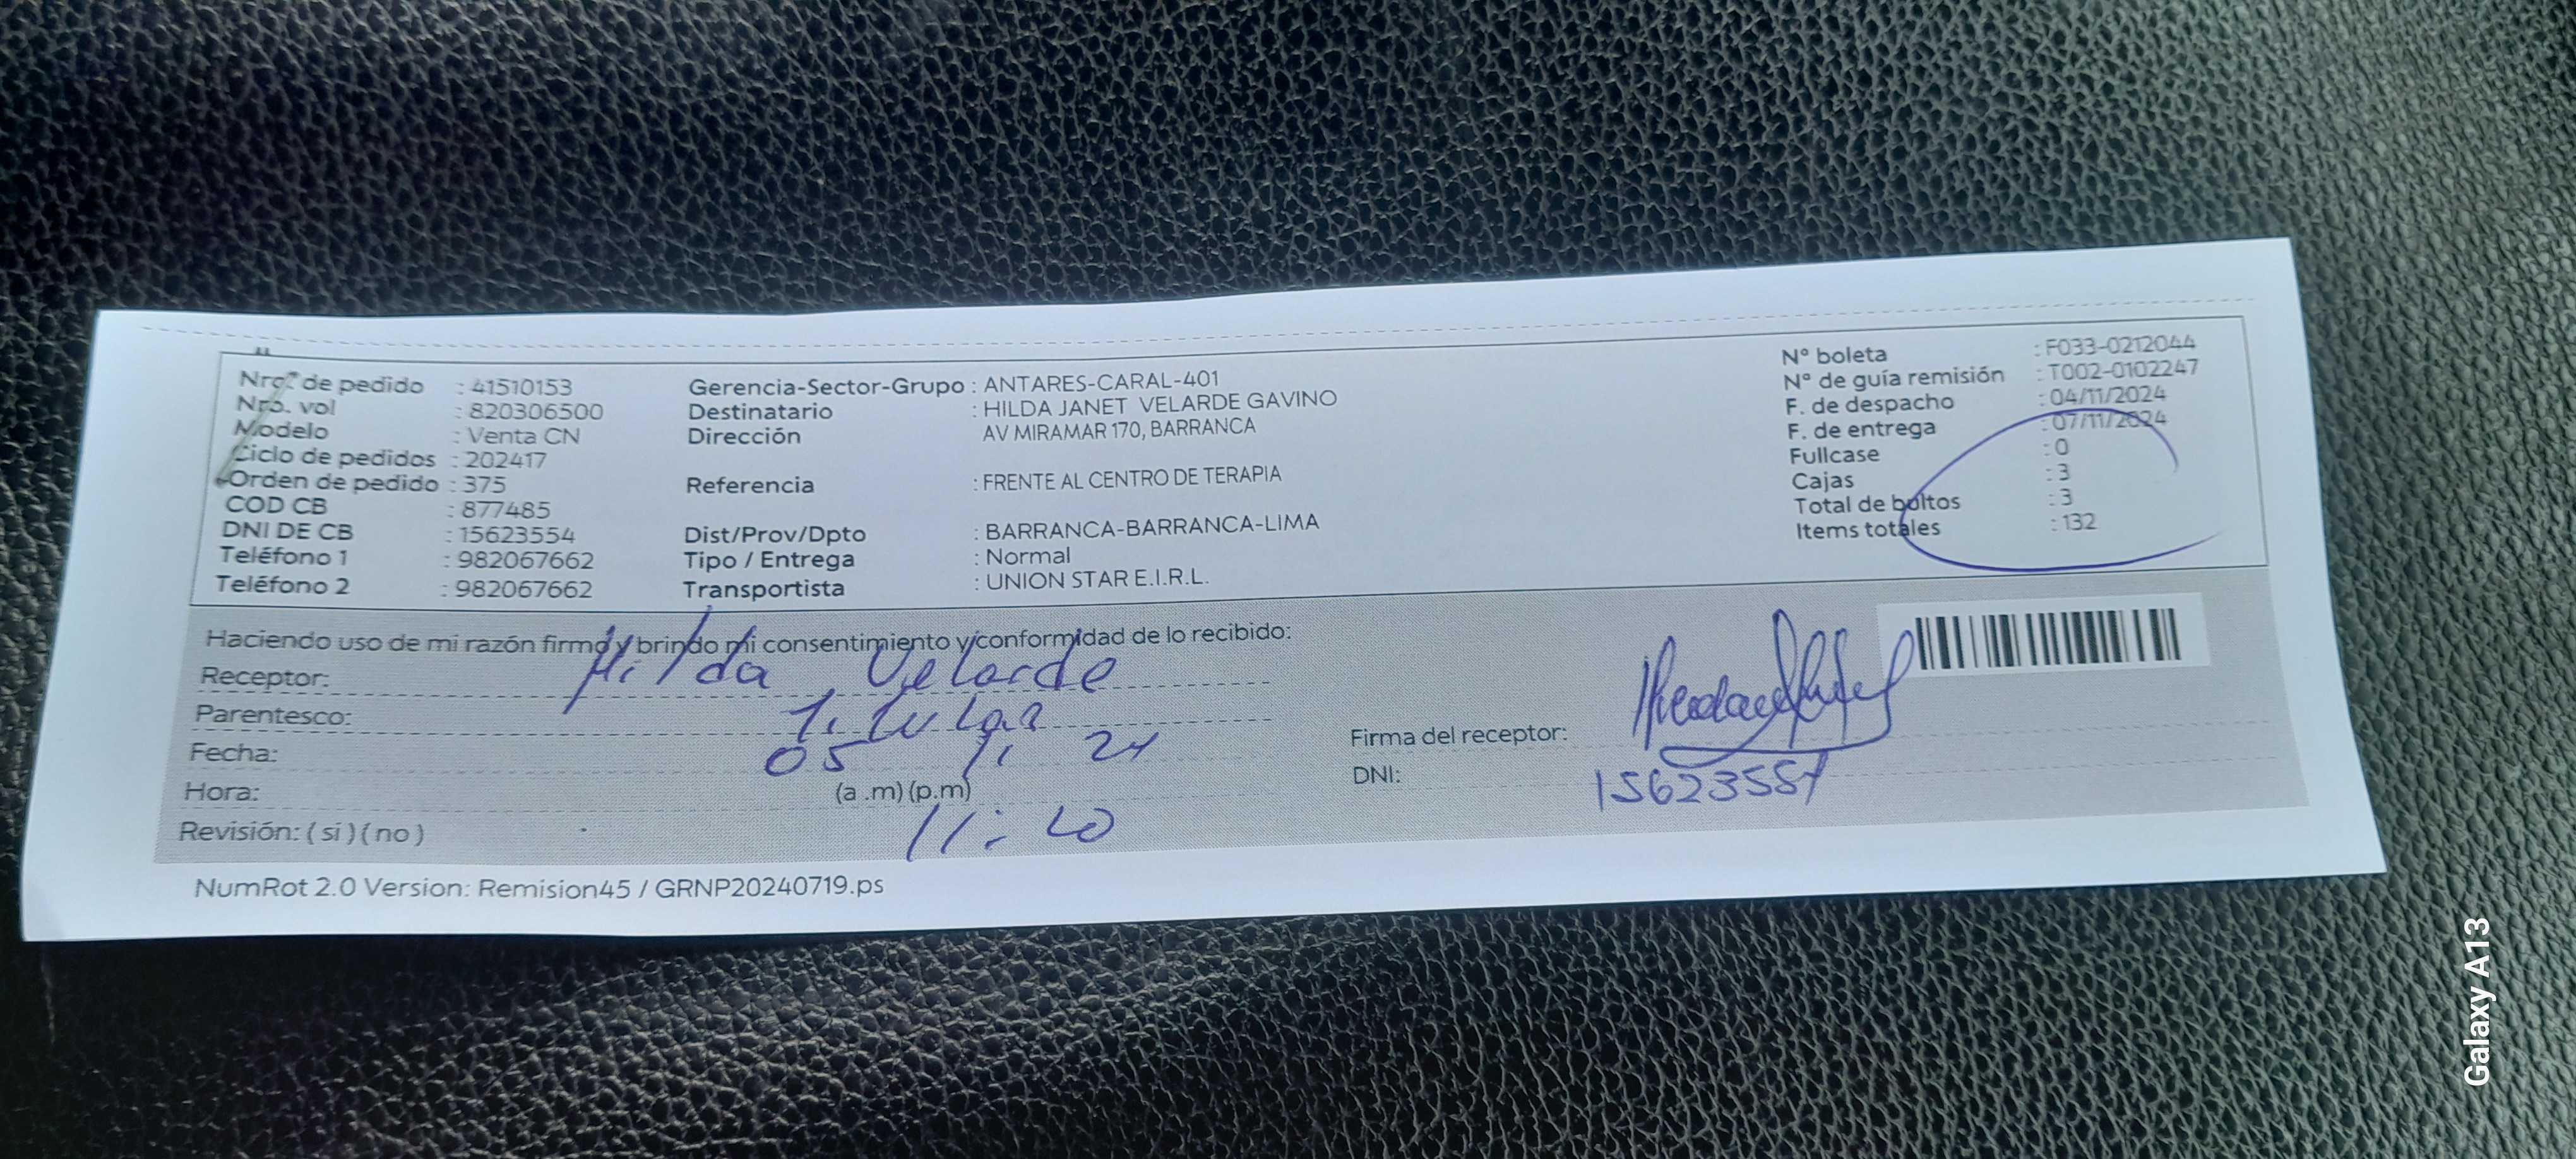 Nro. de pedido : 41510153
Nro. vol : 820306500
Modelo : Venta CN
Ciclo de pedidos : 202417
Orden de pedido : 375
COD CB : 877485
DNI DE CB : 15623554
Teléfono 1 : 982067662
Teléfono 2 : 982067662
Gerencia-Sector-Grupo : ANTARES-CARAL-401
Destinatario : HILDA JANET VELARDE GAVINO
Dirección AV MIRAMAR 170, BARRANCA
Referencia : FRENTE AL CENTRO DE TERAPIA
Dist/Prov/Dpto : BARRANCA-BARRANCA-LIMA
Tipo / Entrega : Normal
Transportista : UNION STAR E.I.R.L.
N° boleta : F033-0212044
N° de guía remisión : T002-0102247
F. de despacho : 04/11/2024
F. de entrega : 07/11/2024
Fullcase : 0
Cajas : 3
Total de bultos : 3
Items totales : 132
Haciendo uso de mi razón firmo y brindo mi consentimiento y conformidad de lo recibido:
Receptor: Hilda Velarde
Parentesco: Titular
Fecha: 05 11 24
Hora: (a .m) (p.m)
Revisión: ( si ) ( no ) 11:20
Firma del receptor:
DNI: 15623554
NumRot 2.0 Version: Remision45 / GRNP20240719.ps
Galaxy A13